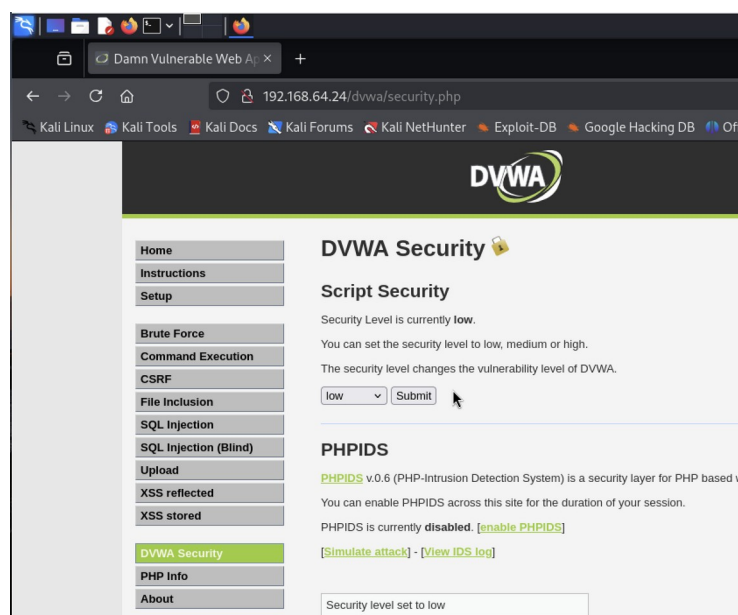 Damn Vulnerable Web Ap
192.168.64.24/dvwa/security.php
Kali Linux Kali Tools Kali Docs Kali Forums Kali NetHunter Exploit-DB Google Hacking DB Of
DVWA
Home
Instructions
Setup
Brute Force
Command Execution
CSRF
File Inclusion
SQL Injection
SQL Injection (Blind)
Upload
XSS reflected
XSS stored
DVWA Security
PHP Info
About
DVWA Security
Script Security
Security Level is currently low.
You can set the security level to low, medium or high.
The security level changes the vulnerability level of DVWA.
low Submit
PHPIDS
PHPIDS v.0.6 (PHP-Intrusion Detection System) is a security layer for PHP based
You can enable PHPIDS across this site for the duration of your session.
PHPIDS is currently disabled. [enable PHPIDS]
[Simulate attack] - [View IDS log]
Security level set to low